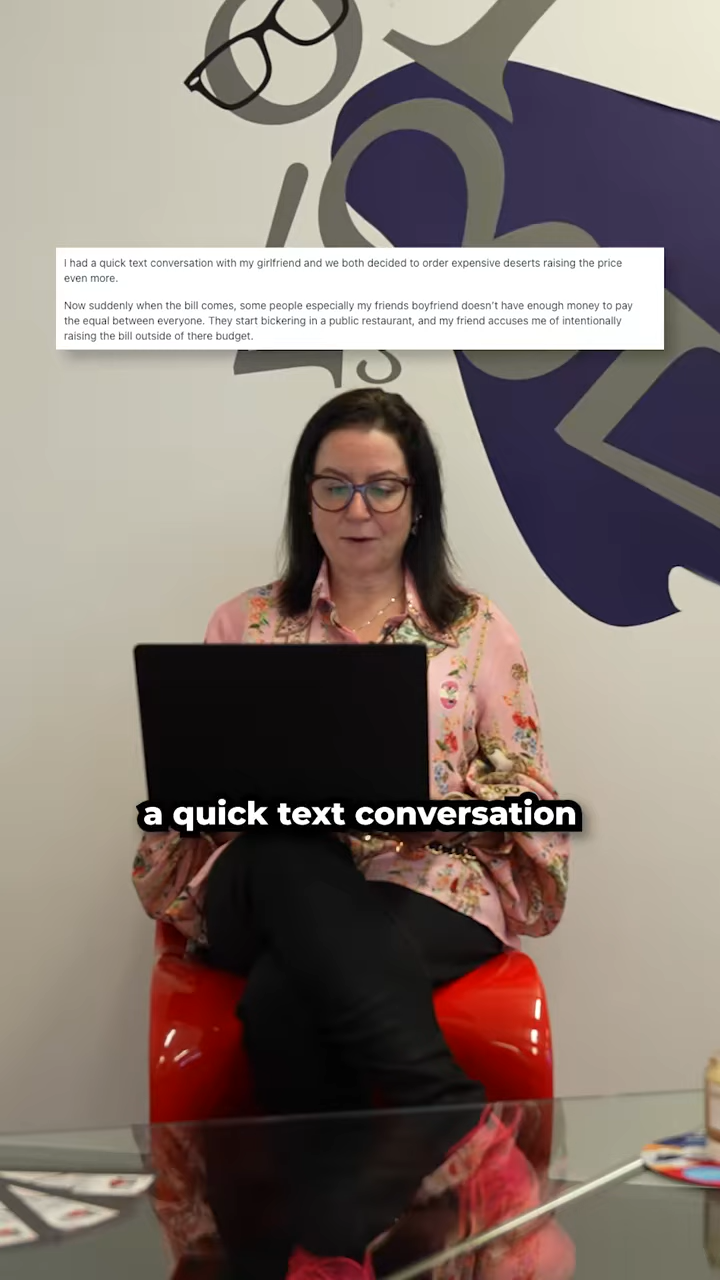 I had a quick text conversation with my girlfriend and we both decided to order expensive deserts raising the price
even more.
Now suddenly when the bill comes, some people especially my friends boyfriend doesn't have enough money to pay
the equal between everyone. They start bickering in a public restaurant, and my friend accuses me of intentionally
raising the bill outside of there budget.
a quick text conversation